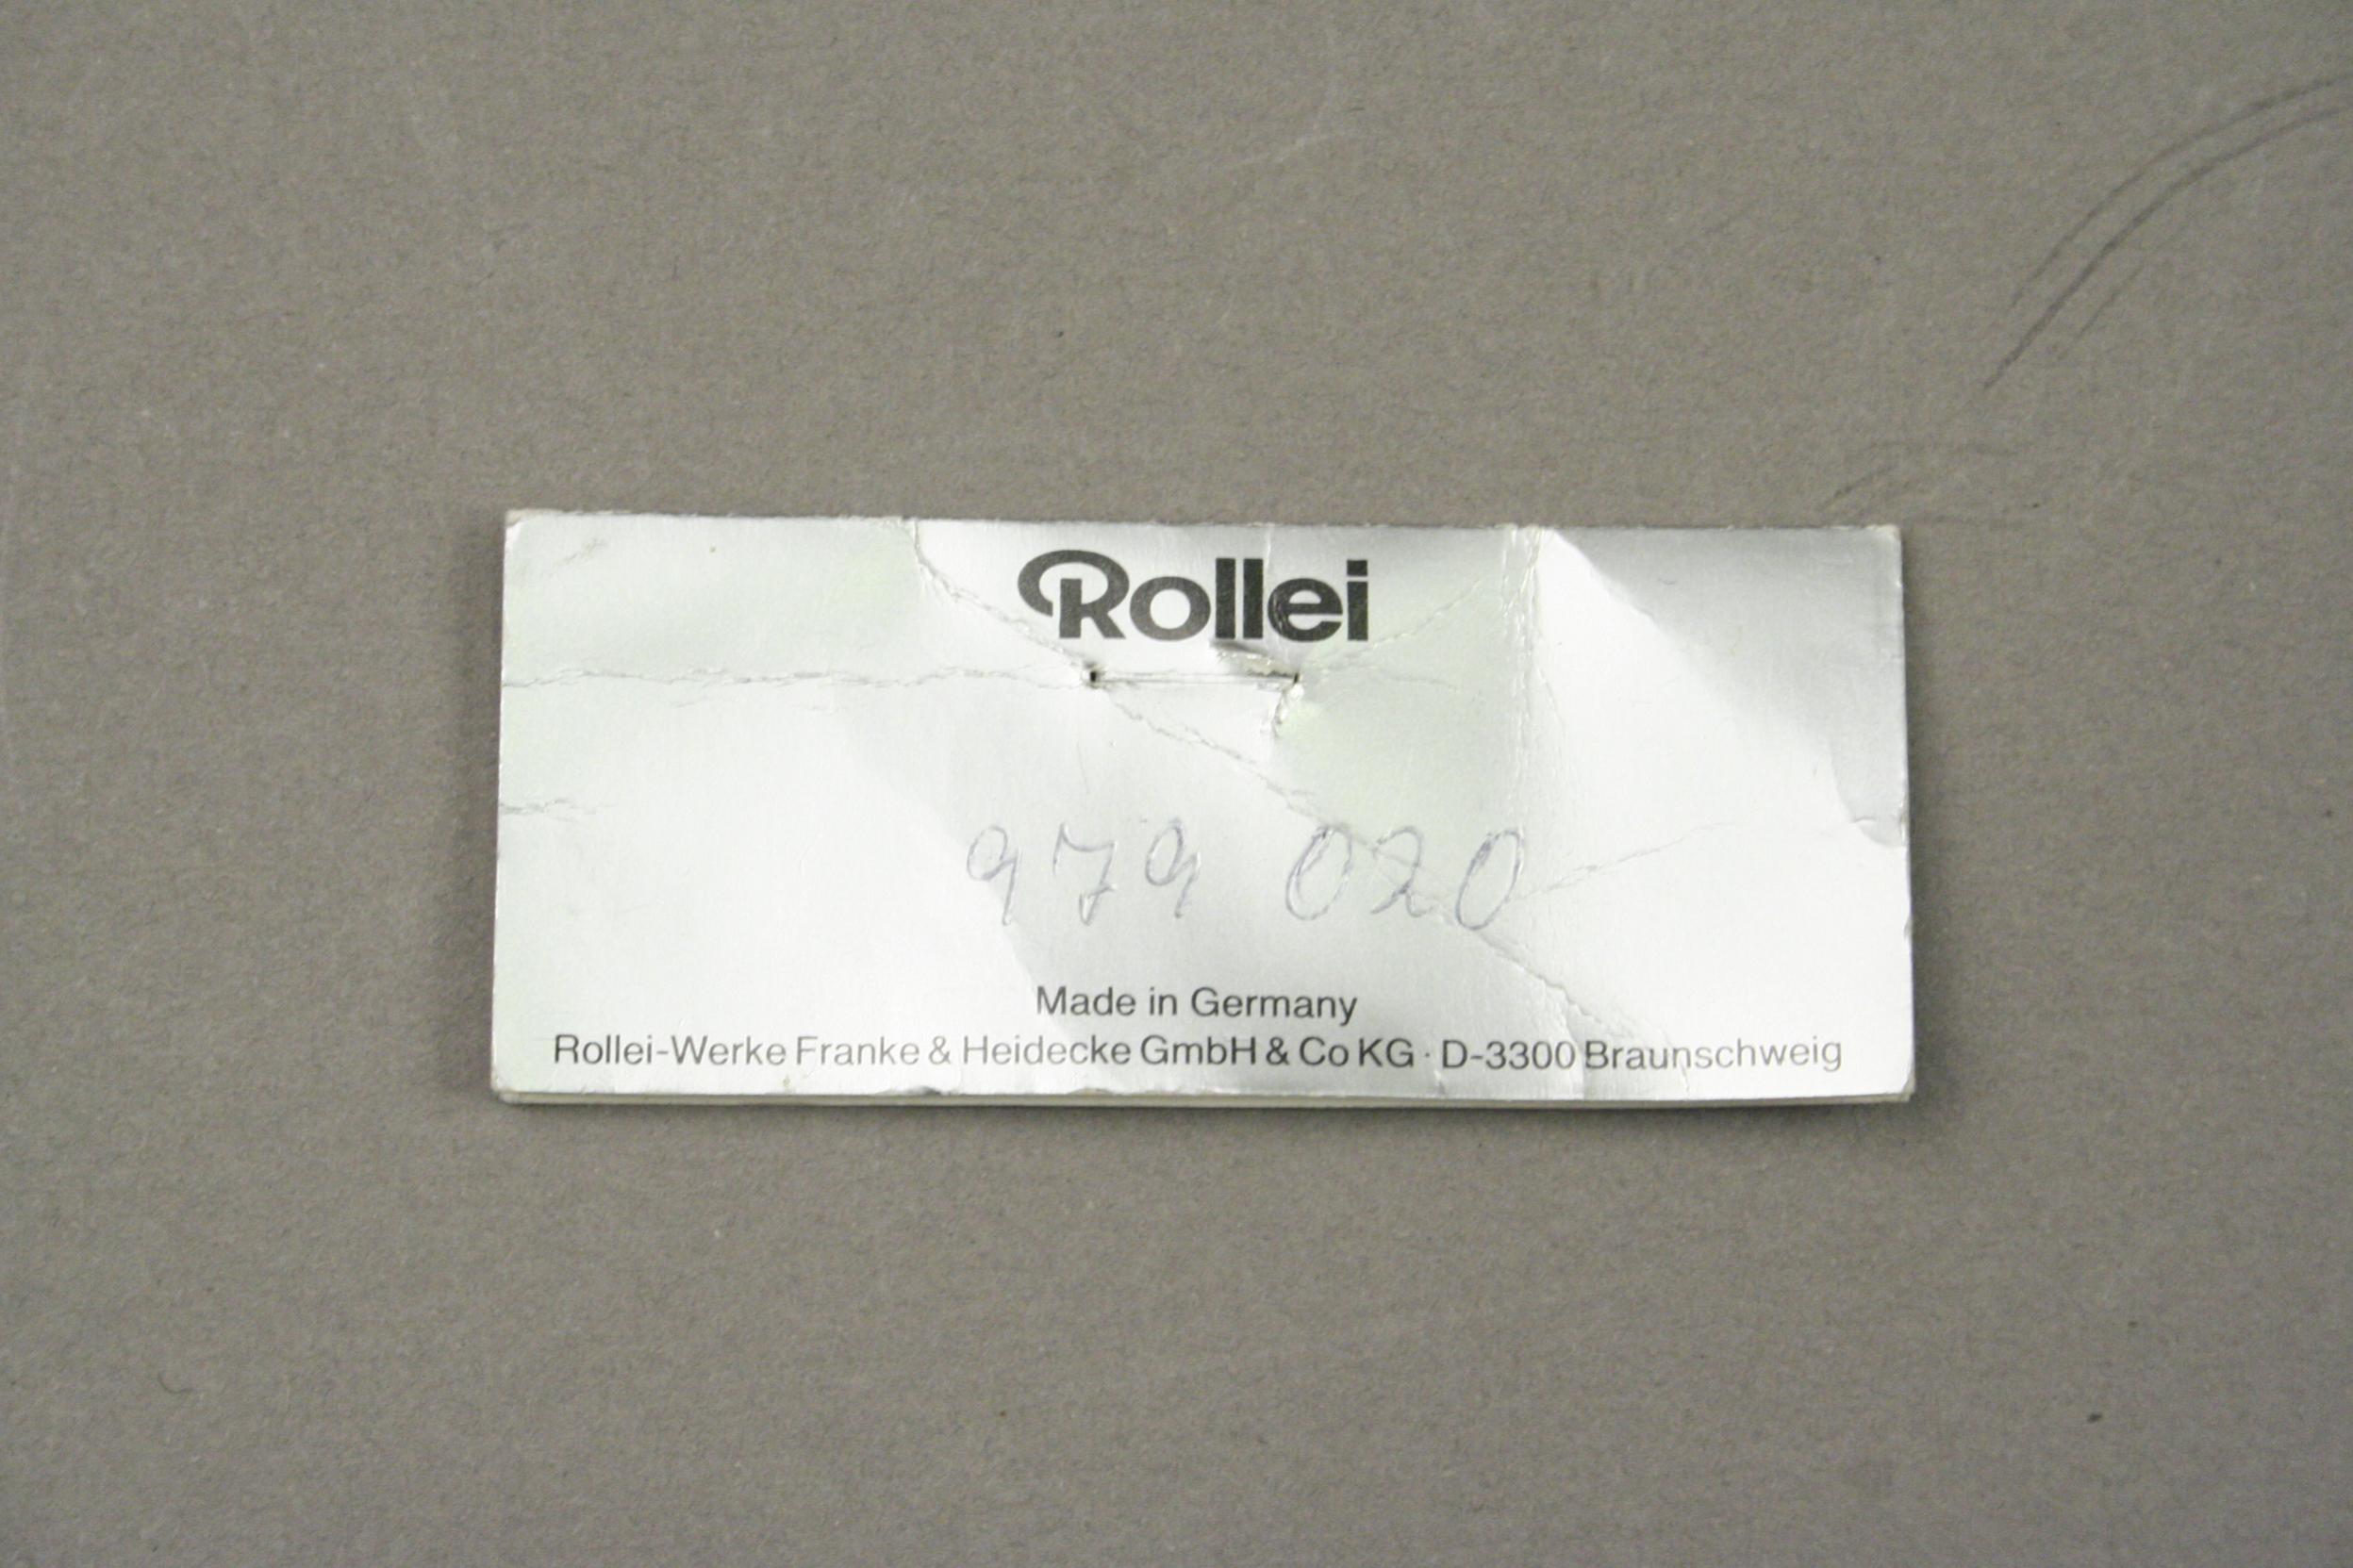 Rollei
979 020
Made in Germany
Rollei-Werke Franke & Heidecke GmbH & Co KG · D-3300 Braunschweig